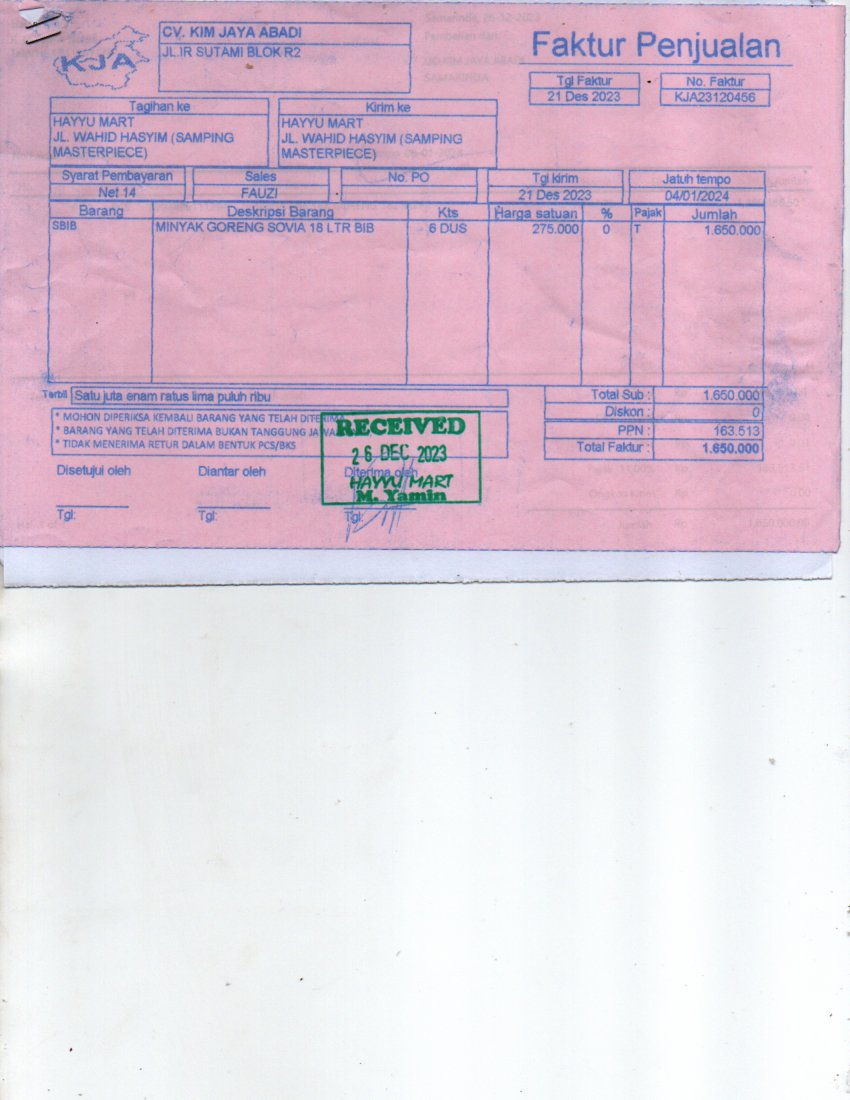 KJA
CV. KIM JAYA ABADI
JL.IR SUTAMI BLOK R2
Faktur Penjualan
Tgl Faktur
21 Des 2023
No. Faktur
KJA23120456
Tagihan ke
HAYYU MART
JL. WAHID HASYIM (SAMPING
MASTERPIECE)
Kirim ke
HAYYU MART
JL. WAHID HASYIM (SAMPING
MASTERPIECE)
Syarat Pembayaran
Net 14
Sales
FAUZI
No. PO
Tgl kirim
21 Des 2023
Jatuh tempo
04/01/2024
Barang Deskripsi Barang Kts Harga satuan % Pajak Jumlah
SBIB MINYAK GORENG SOVIA 18 LTR BIB 6 DUS 275.000 0 T 1.650.000
Terbil Satu juta enam ratus lima puluh ribu
* MOHON DIPERIKSA KEMBALI BARANG YANG TELAH DITERIMA
* BARANG YANG TELAH DITERIMA BUKAN TANGGUNG JAWA
* TIDAK MENERIMA RETUR DALAM BENTUK PCS/BKS
Total Sub : 1.650.000
Diskon : 0
PPN : 163.513
Total Faktur : 1.650.000
RECEIVED
26 DEC 2023
HAYYU MART
M. Yamin
Disetujui oleh
Tgl:
Diantar oleh
Tgl:
Diterima oleh
Tgl: